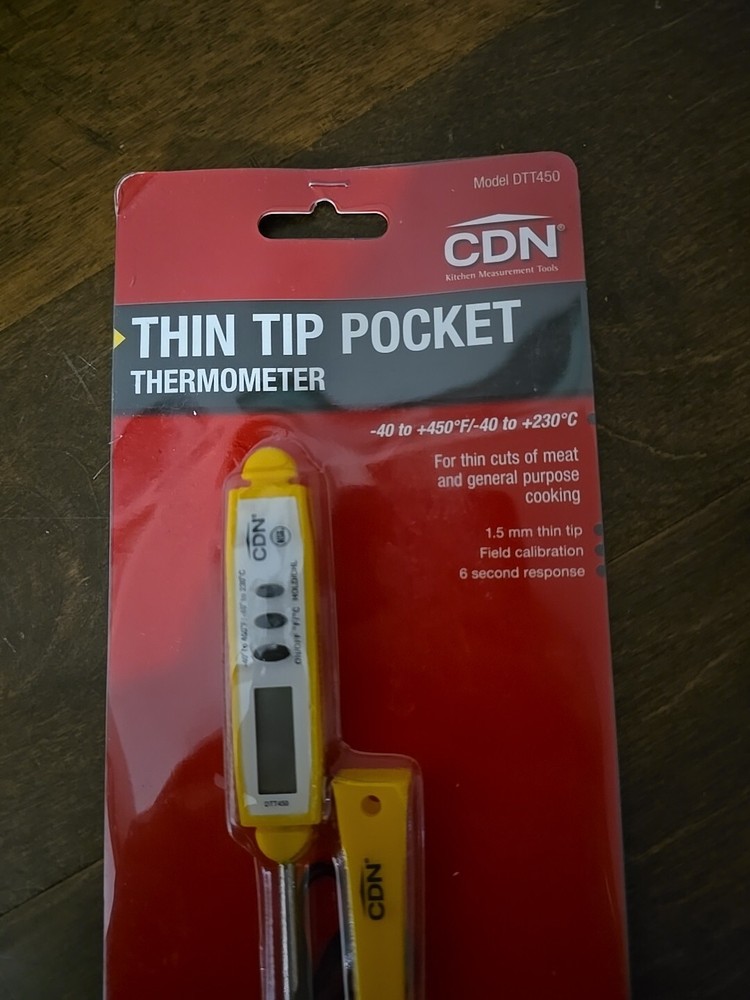 Model DTT450
CDN®
Kitchen Measurement Tools
THIN TIP POCKET
THERMOMETER
-40 to +450°F/-40 to +230°C
For thin cuts of meat
and general purpose
cooking
1.5 mm thin tip
Field calibration
6 second response
CDN®
ON/OFF °F/°C HOLD/CAL
DTT450
CDN®